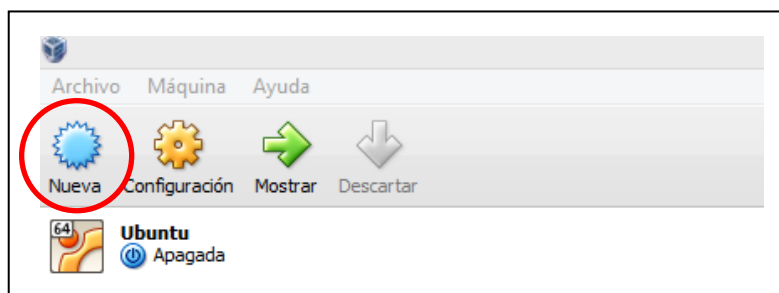 Archivo Máquina Ayuda
Nueva Configuración Mostrar Descartar
64 Ubuntu
Apagada